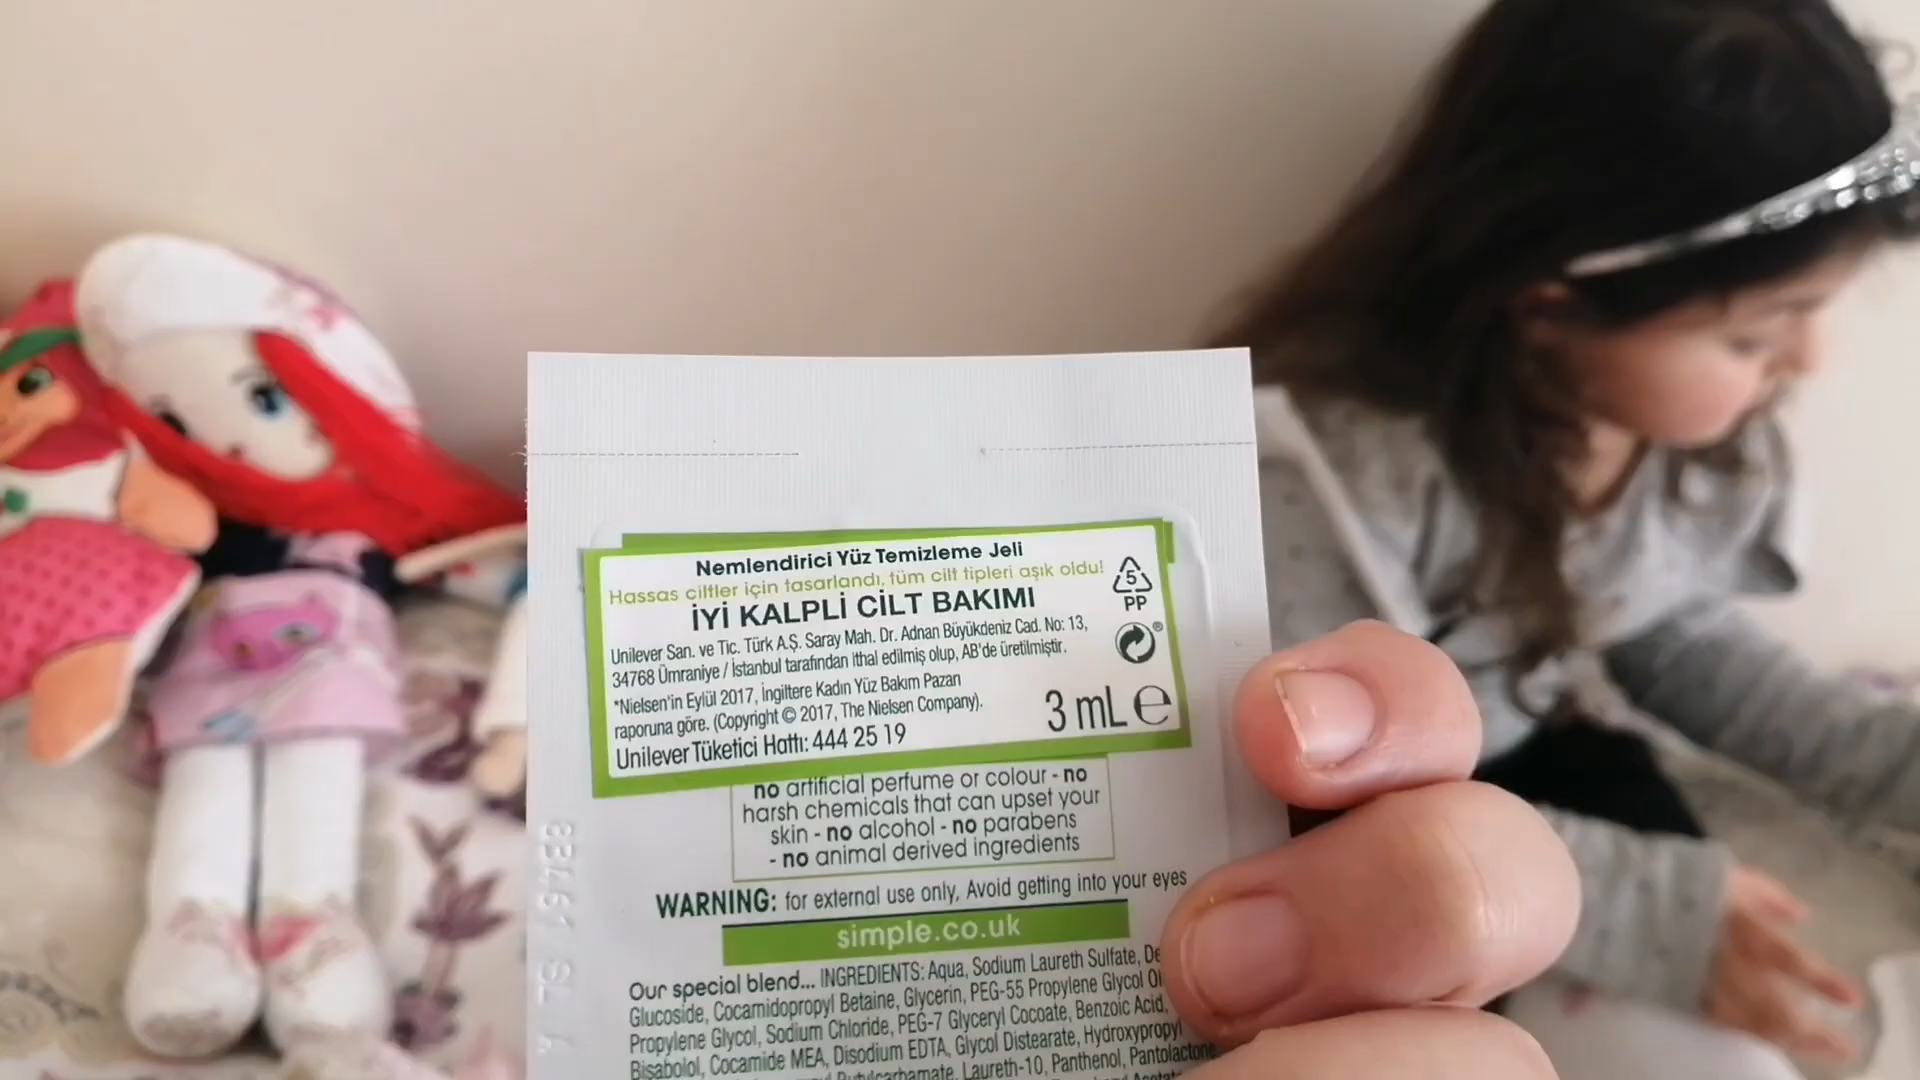 Nemlendirici Yüz Temizleme Jeli
Hassas ciltler için tasarlandı, tüm cilt tipleri aşık oldu!
İYİ KALPLİ CİLT BAKIMI
Unilever San. ve Tic. Türk A.Ş. Saray Mah. Dr. Adnan Büyükdeniz Cad. No: 13,
34768 Ümraniye / İstanbul tarafından ithal edilmiş olup, AB'de üretilmiştir.
*Nielsen'in Eylül 2017, İngiltere Kadın Yüz Bakım Pazarı
raporuna göre. (Copyright © 2017, The Nielsen Company).
Unilever Tüketici Hattı: 444 25 19
5
PP
3 mL e
no artificial perfume or colour - no
harsh chemicals that can upset your
skin - no alcohol - no parabens
- no animal derived ingredients
WARNING: for external use only, Avoid getting into your eyes
simple.co.uk
Our special blend... INGREDIENTS: Aqua, Sodium Laureth Sulfate,
Glucoside, Cocamidopropyl Betaine, Glycerin, PEG-55 Propylene Glycol
Propylene Glycol, Sodium Chloride, PEG-7 Glyceryl Cocoate, Benzoic Acid,
Bisabolol, Cocamide MEA, Disodium EDTA, Glycol Distearate, Hydroxypropyl
Laureth-10, Panthenol, Pantolactone